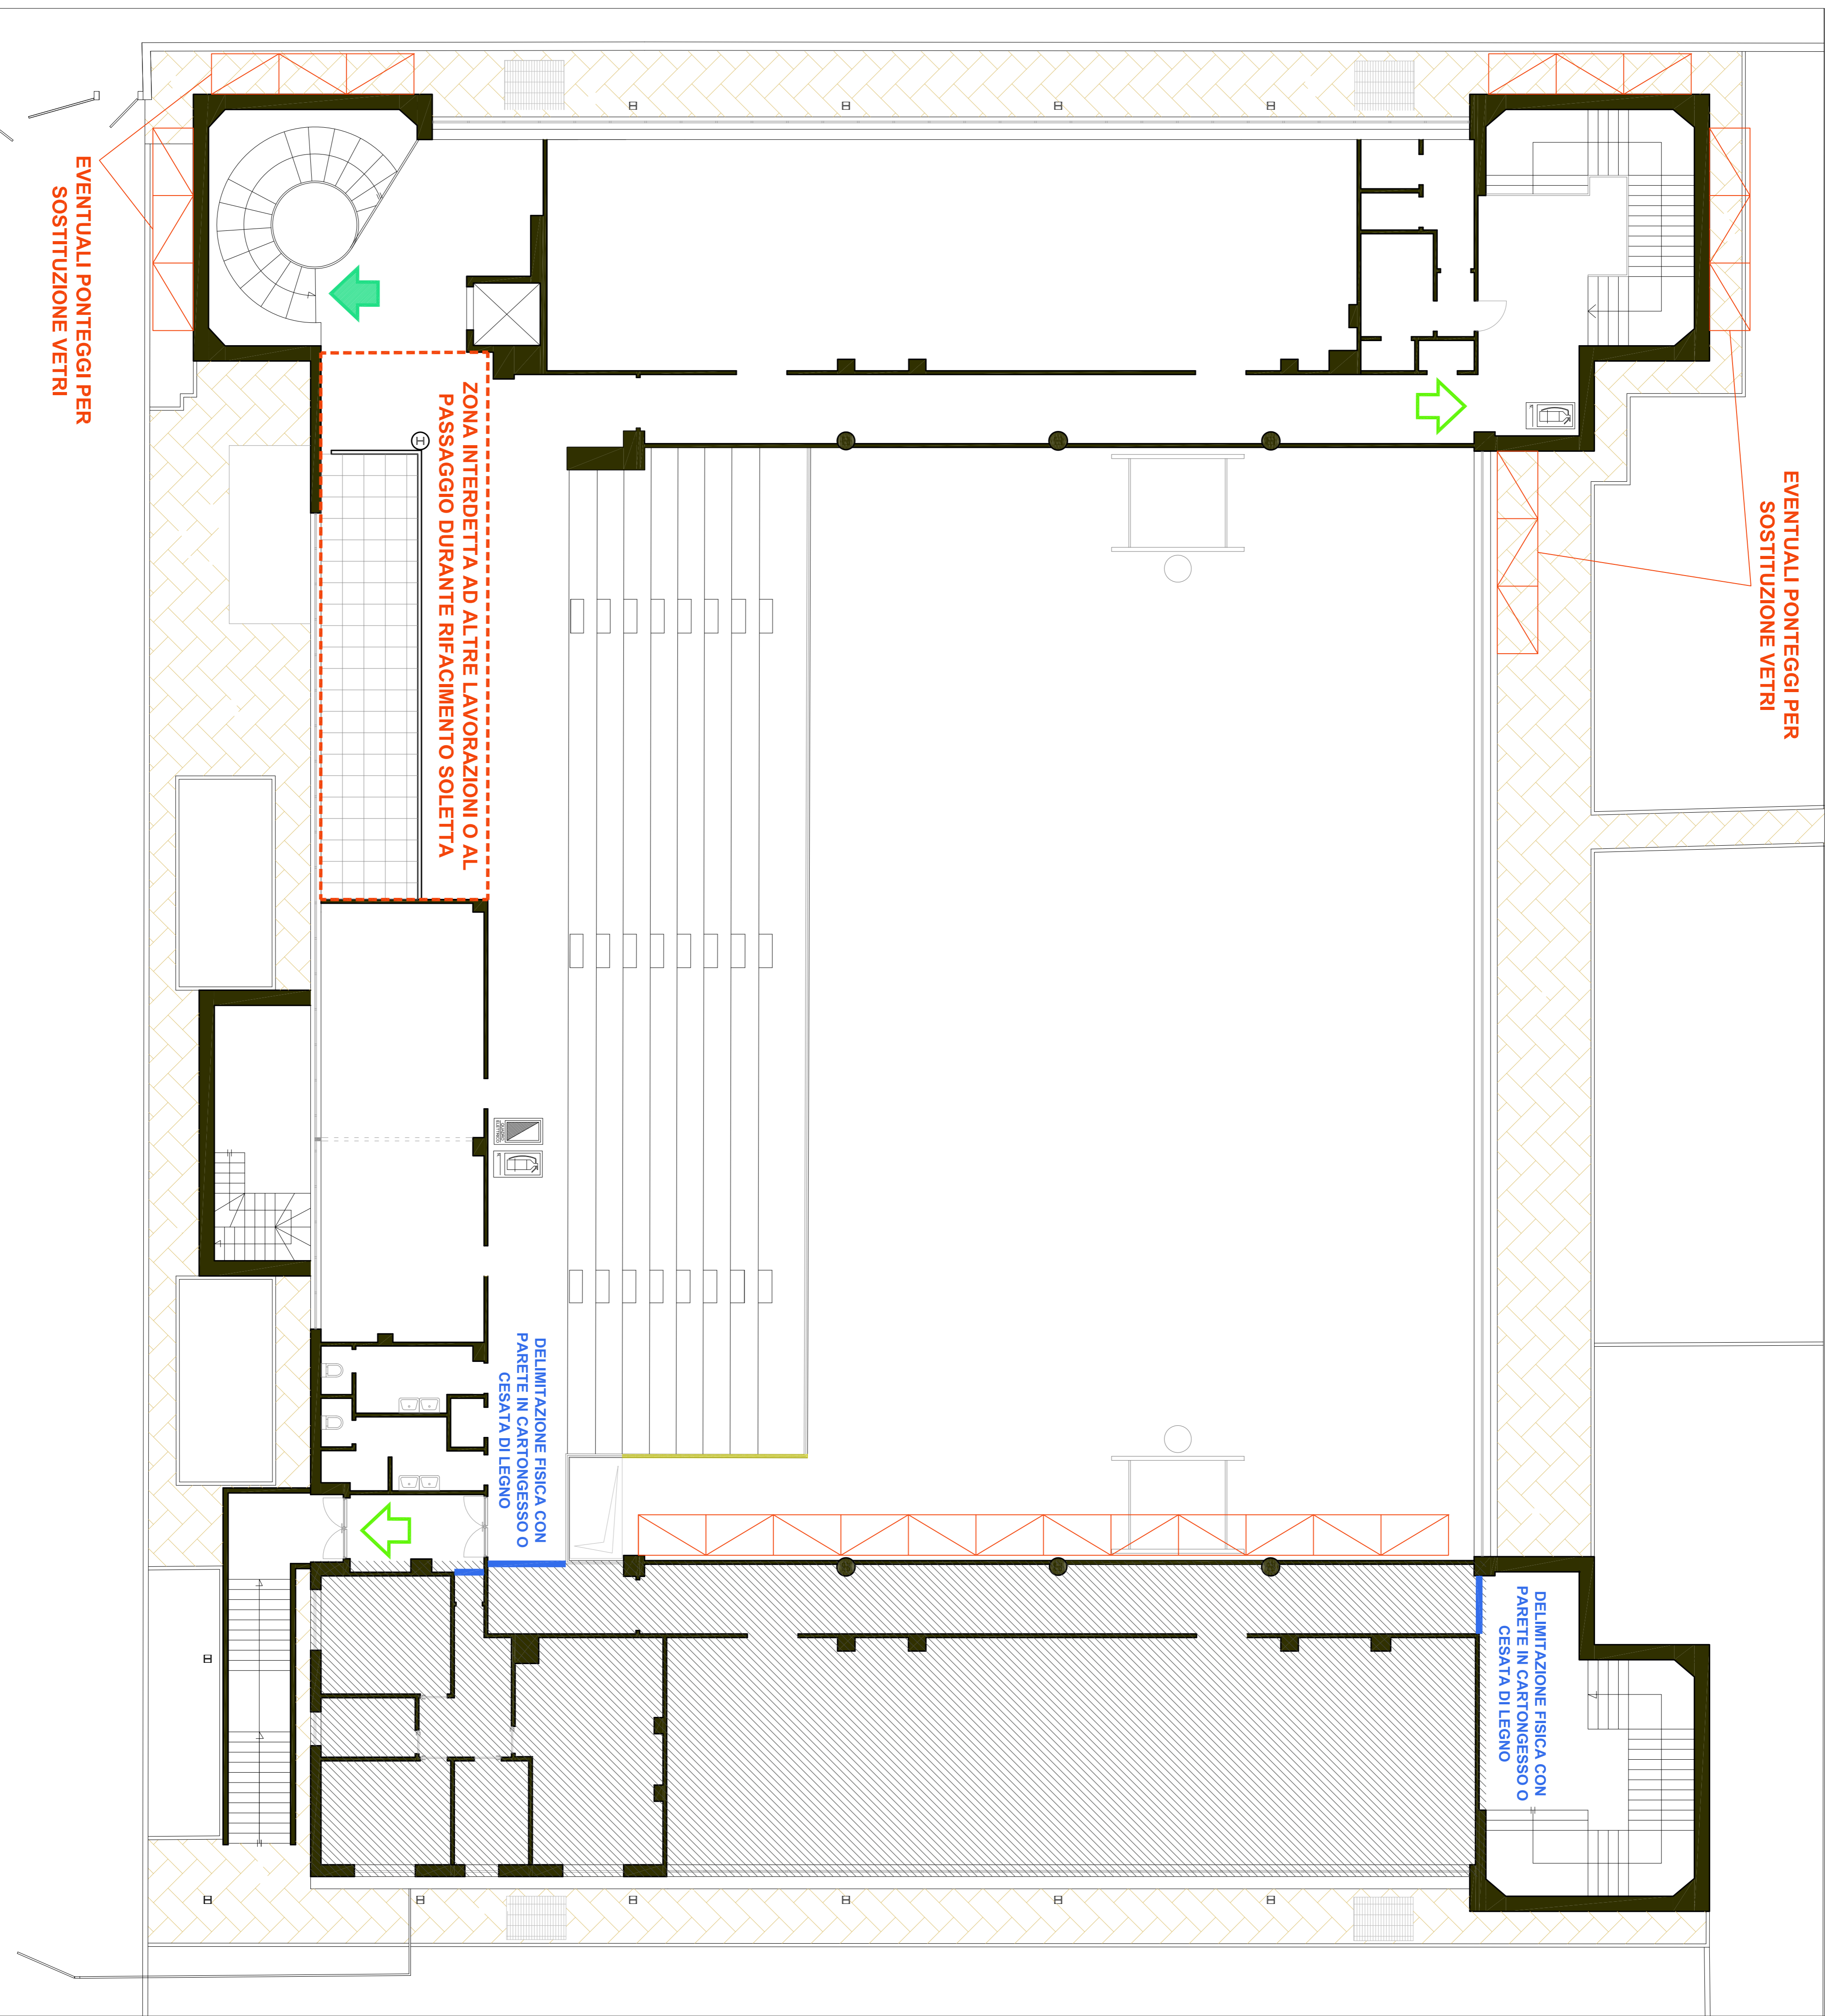 EVENTUALI PONTEGGI PER
SOSTITUZIONE VETRI
EVENTUALI PONTEGGI PER
SOSTITUZIONE VETRI
ZONA INTERDETTA AD ALTRE LAVORAZIONI O AL
PASSAGGIO DURANTE RIFACIMENTO SOLETTA
QUADRO
ELETTRICO
DELIMITAZIONE FISICA CON
PARETE IN CARTONGESSO O
CESATA DI LEGNO
DELIMITAZIONE FISICA CON
PARETE IN CARTONGESSO O
CESATA DI LEGNO